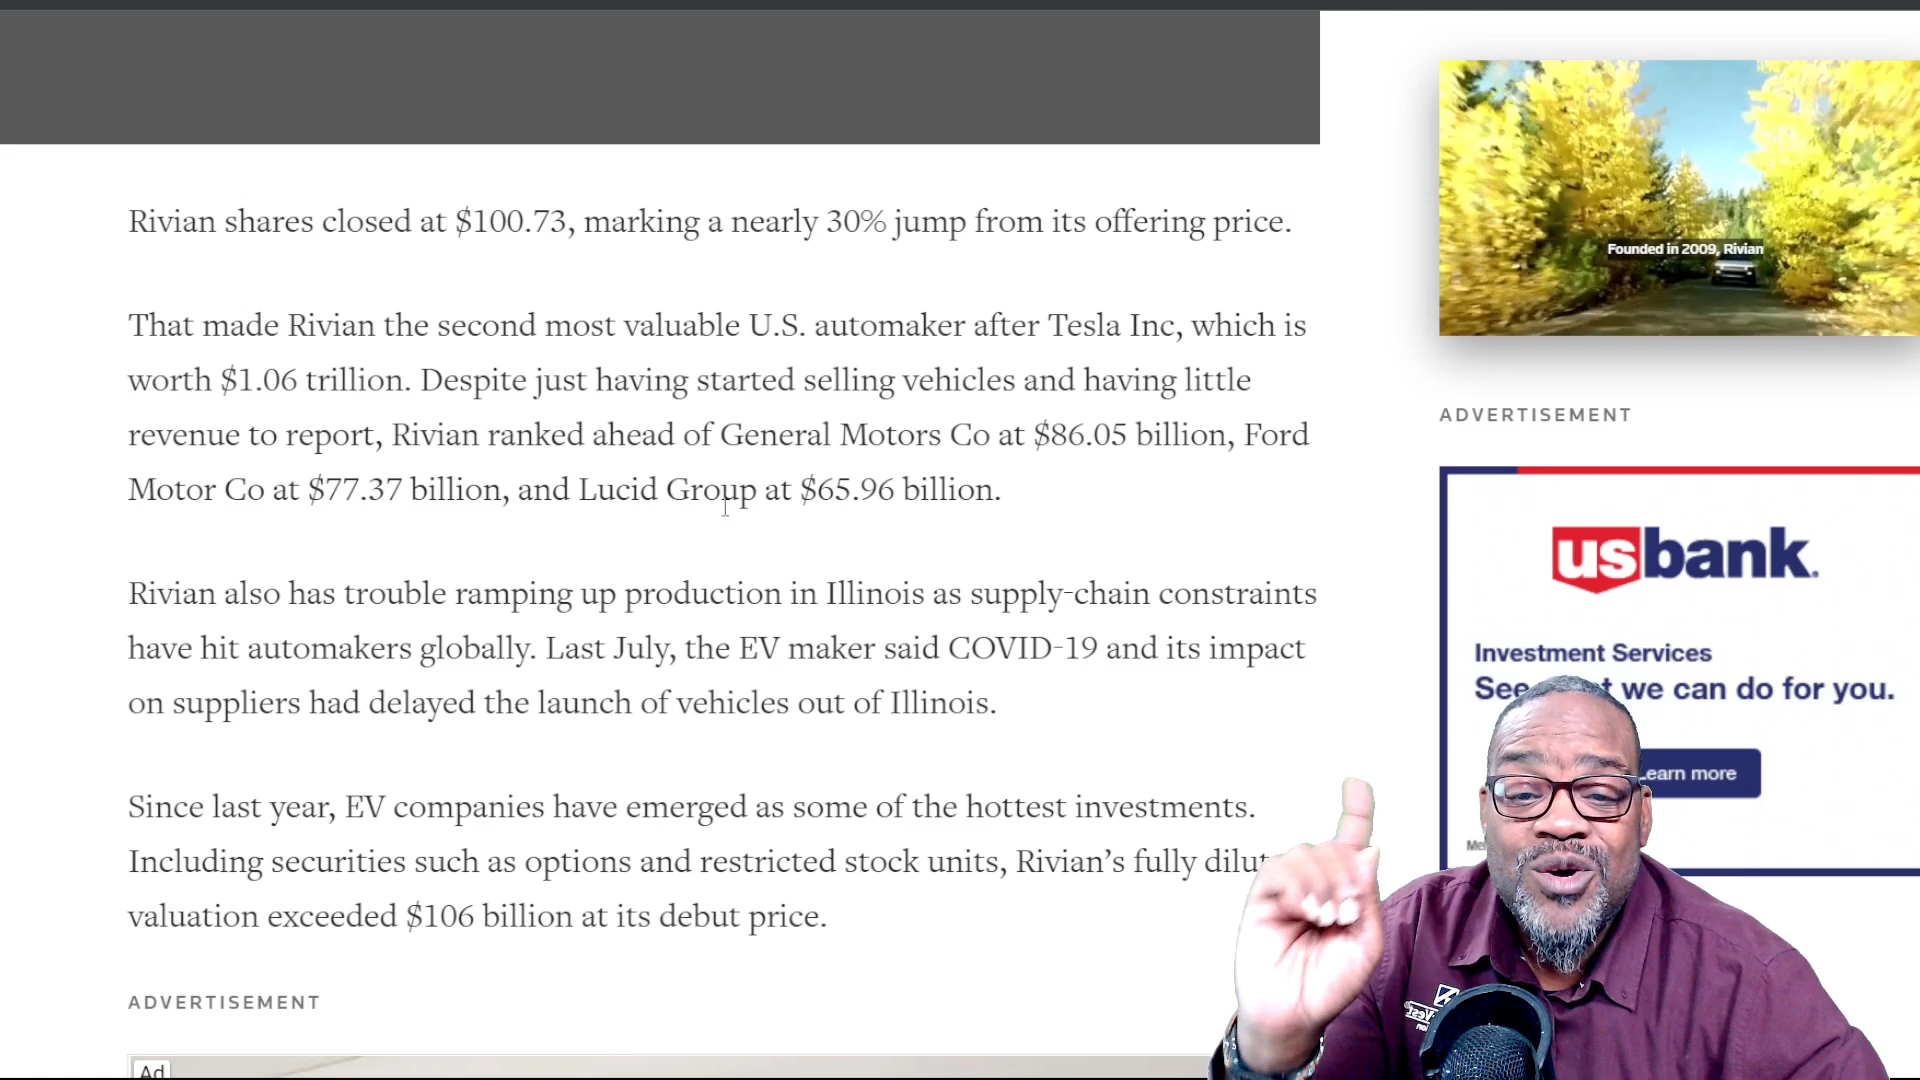 Rivian shares closed at $100.73, marking a nearly 30% jump from its offering price.
That made Rivian the second most valuable U.S. automaker after Tesla Inc, which is
worth $1.06 trillion. Despite just having started selling vehicles and having little
revenue to report, Rivian ranked ahead of General Motors Co at $86.05 billion, Ford
Motor Co at $77.37 billion, and Lucid Group at $65.96 billion.
Rivian also has trouble ramping up production in Illinois as supply-chain constraints
have hit automakers globally. Last July, the EV maker said COVID-19 and its impact
on suppliers had delayed the launch of vehicles out of Illinois.
Since last year, EV companies have emerged as some of the hottest investments.
Including securities such as options and restricted stock units, Rivian’s fully
valuation exceeded $106 billion at its debut price.
ADVERTISEMENT
Ad
Founded in 2009, Rivian
ADVERTISEMENT
usbank.
Investment Services
See we can do for you.
Learn more